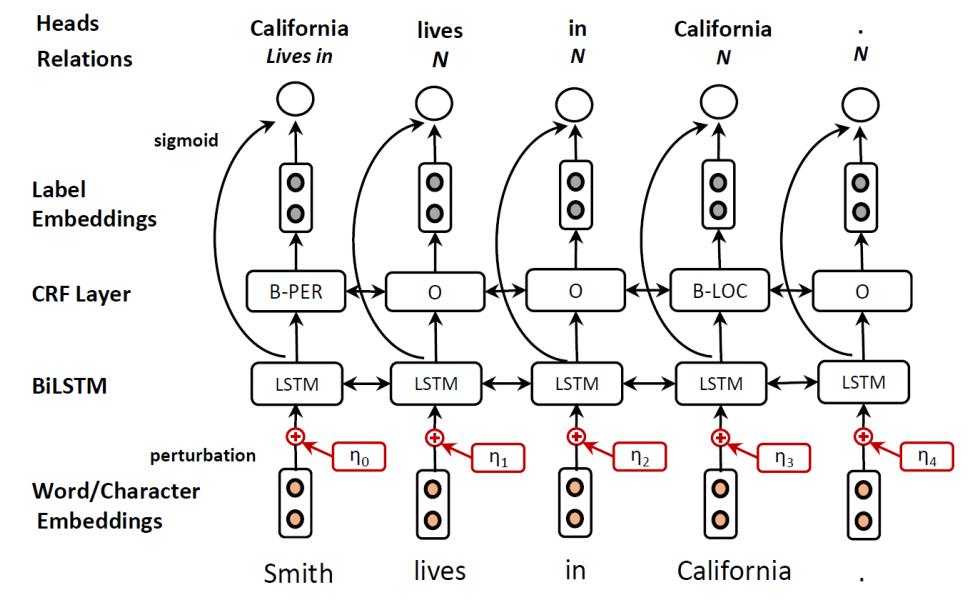 Heads California lives in California .
Relations Lives in N N N N
sigmoid
Label
Embeddings
CRF Layer B-PER O O B-LOC O
BiLSTM LSTM LSTM LSTM LSTM LSTM
perturbation η0 η1 η2 η3 η4
Word/Character
Embeddings
Smith lives in California .